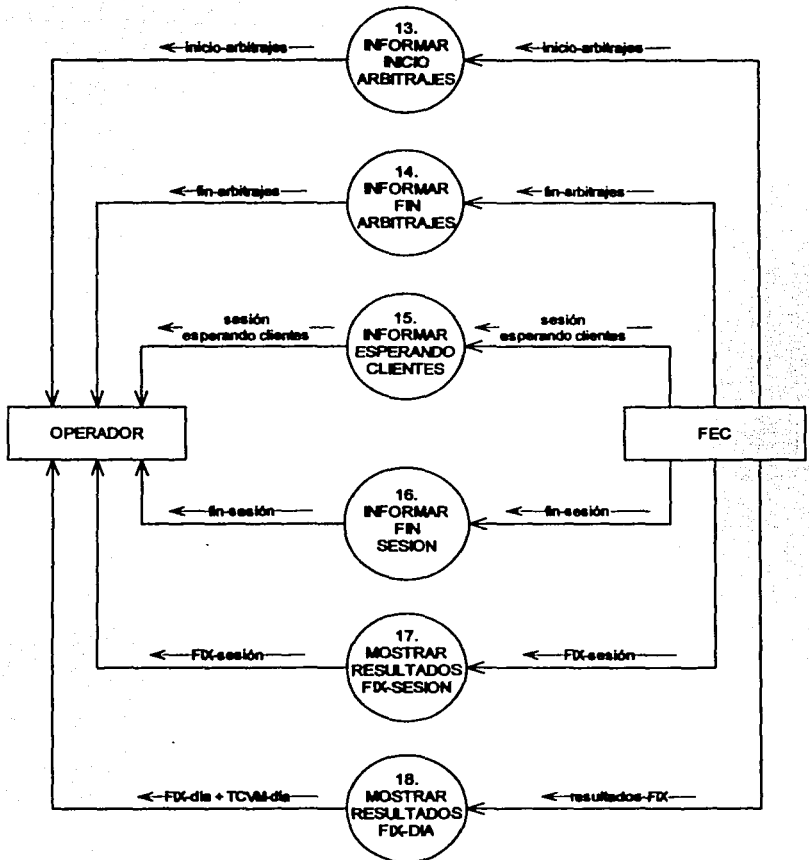 13.
INFORMAR
INICIO
ARBITRAJES
inicio-arbitrajes
inicio-arbitrajes
14.
INFORMAR
FIN
ARBITRAJES
fin-arbitrajes
fin-arbitrajes
15.
INFORMAR
ESPERANDO
CLIENTES
sesión
esperando clientes
sesión
esperando clientes
OPERADOR
FEC
16.
INFORMAR
FIN
SESION
fin-sesión
fin-sesión
17.
MOSTRAR
RESULTADOS
FIX-SESION
FIX-sesión
FIX-sesión
18.
MOSTRAR
RESULTADOS
FIX-DIA
FIX-día + TCVM-día
resultados-FIX